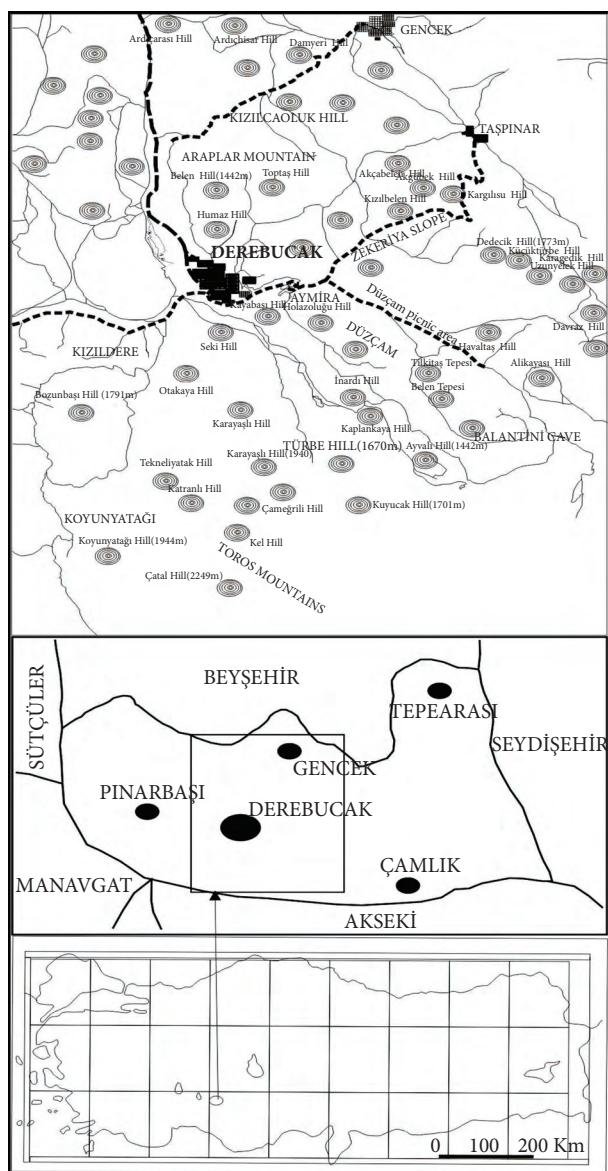 Ardıçarası Hill
Ardıchisar Hill
Damyeri Hill
GENCEK
KIZILCAOLUK HILL
TAŞPINAR
ARAPLAR MOUNTAIN
Belen Hill(1442m)
Toptaş Hill
Akçabelen Hill
Akgübek Hill
Kargılısu Hill
Kızılbelen Hill
Humaz Hill
DEREBUCAK
ZEKERİYA SLOPE
Dedecik Hill(1773m)
Küçüktürbe Hill
Karagedik Hill
Uzunyelek Hill
AYMİRA
Kayabaşı Hill
Holazoluğu Hill
Düzçam picnic area
DÜZÇAM
Davraz Hill
Havaltaş Hill
KIZILDERE
Seki Hill
Otakaya Hill
Tilkitaş Tepesi
Alikayası Hill
Belen Tepesi
İnardı Hill
Bozunbaşı Hill (1791m)
Karayaşlı Hill
Kaplankaya Hill
BALANTİNİ CAVE
TÜRBE HILL(1670m)
Ayvalı Hill(1442m)
Tekneliyatak Hill
Karayaşlı Hill(1940)
Katranlı Hill
Çameğrili Hill
Kuyucak Hill(1701m)
KOYUNYATAĞI
Koyunyatağı Hill(1944m)
Kel Hill
TOROS MOUNTAINS
Çatal Hill(2249m)
SÜTÇÜLER
BEYŞEHİR
TEPEARASI
SEYDİŞEHİR
GENCEK
PINARBAŞI
DEREBUCAK
ÇAMLIK
MANAVGAT
AKSEKİ
0 100 200 Km